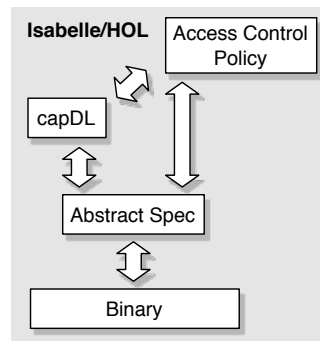 Isabelle/HOL
Access Control
Policy
capDL
Abstract Spec
Binary